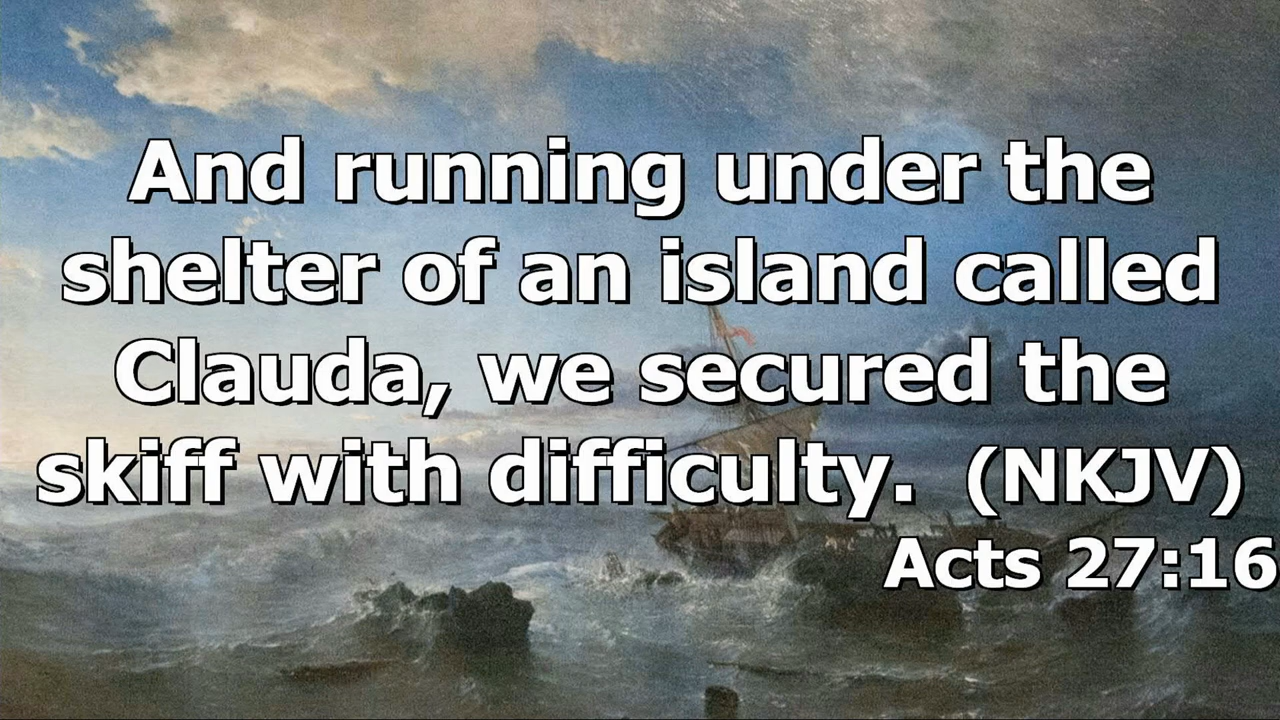 And running under the
shelter of an island called
Clauda, we secured the
skiff with difficulty. (NKJV)
Acts 27:16